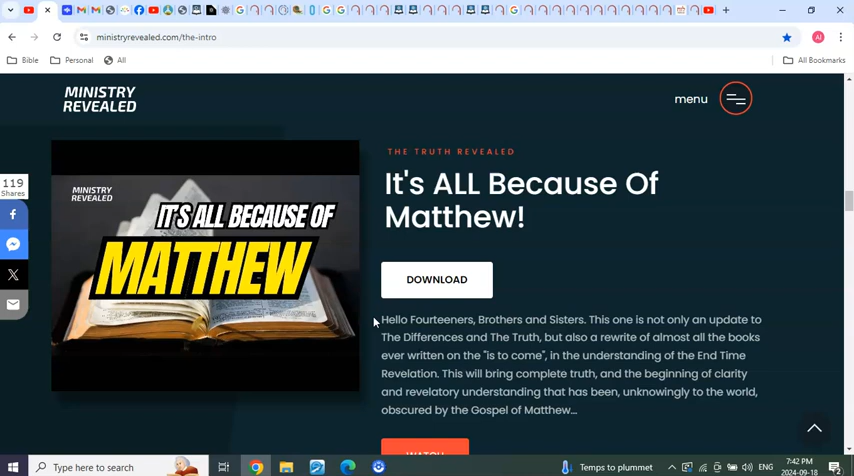 ministryrevealed.com/the-intro
Bible
Personal
All
All Bookmarks
MINISTRY
REVEALED
menu
119
Shares
MINISTRY
REVEALED
IT'S ALL BECAUSE OF
MATTHEW
THE TRUTH REVEALED
It's ALL Because Of
Matthew!
DOWNLOAD
Hello Fourteeners, Brothers and Sisters. This one is not only an update to
The Differences and The Truth, but also a rewrite of almost all the books
ever written on the "is to come", in the understanding of the End Time
Revelation. This will bring complete truth, and the beginning of clarity
and revelatory understanding that has been, unknowingly to the world,
obscured by the Gospel of Matthew...
WATCH
Type here to search
Temps to plummet
ENG
7:42 PM
2024-09-18